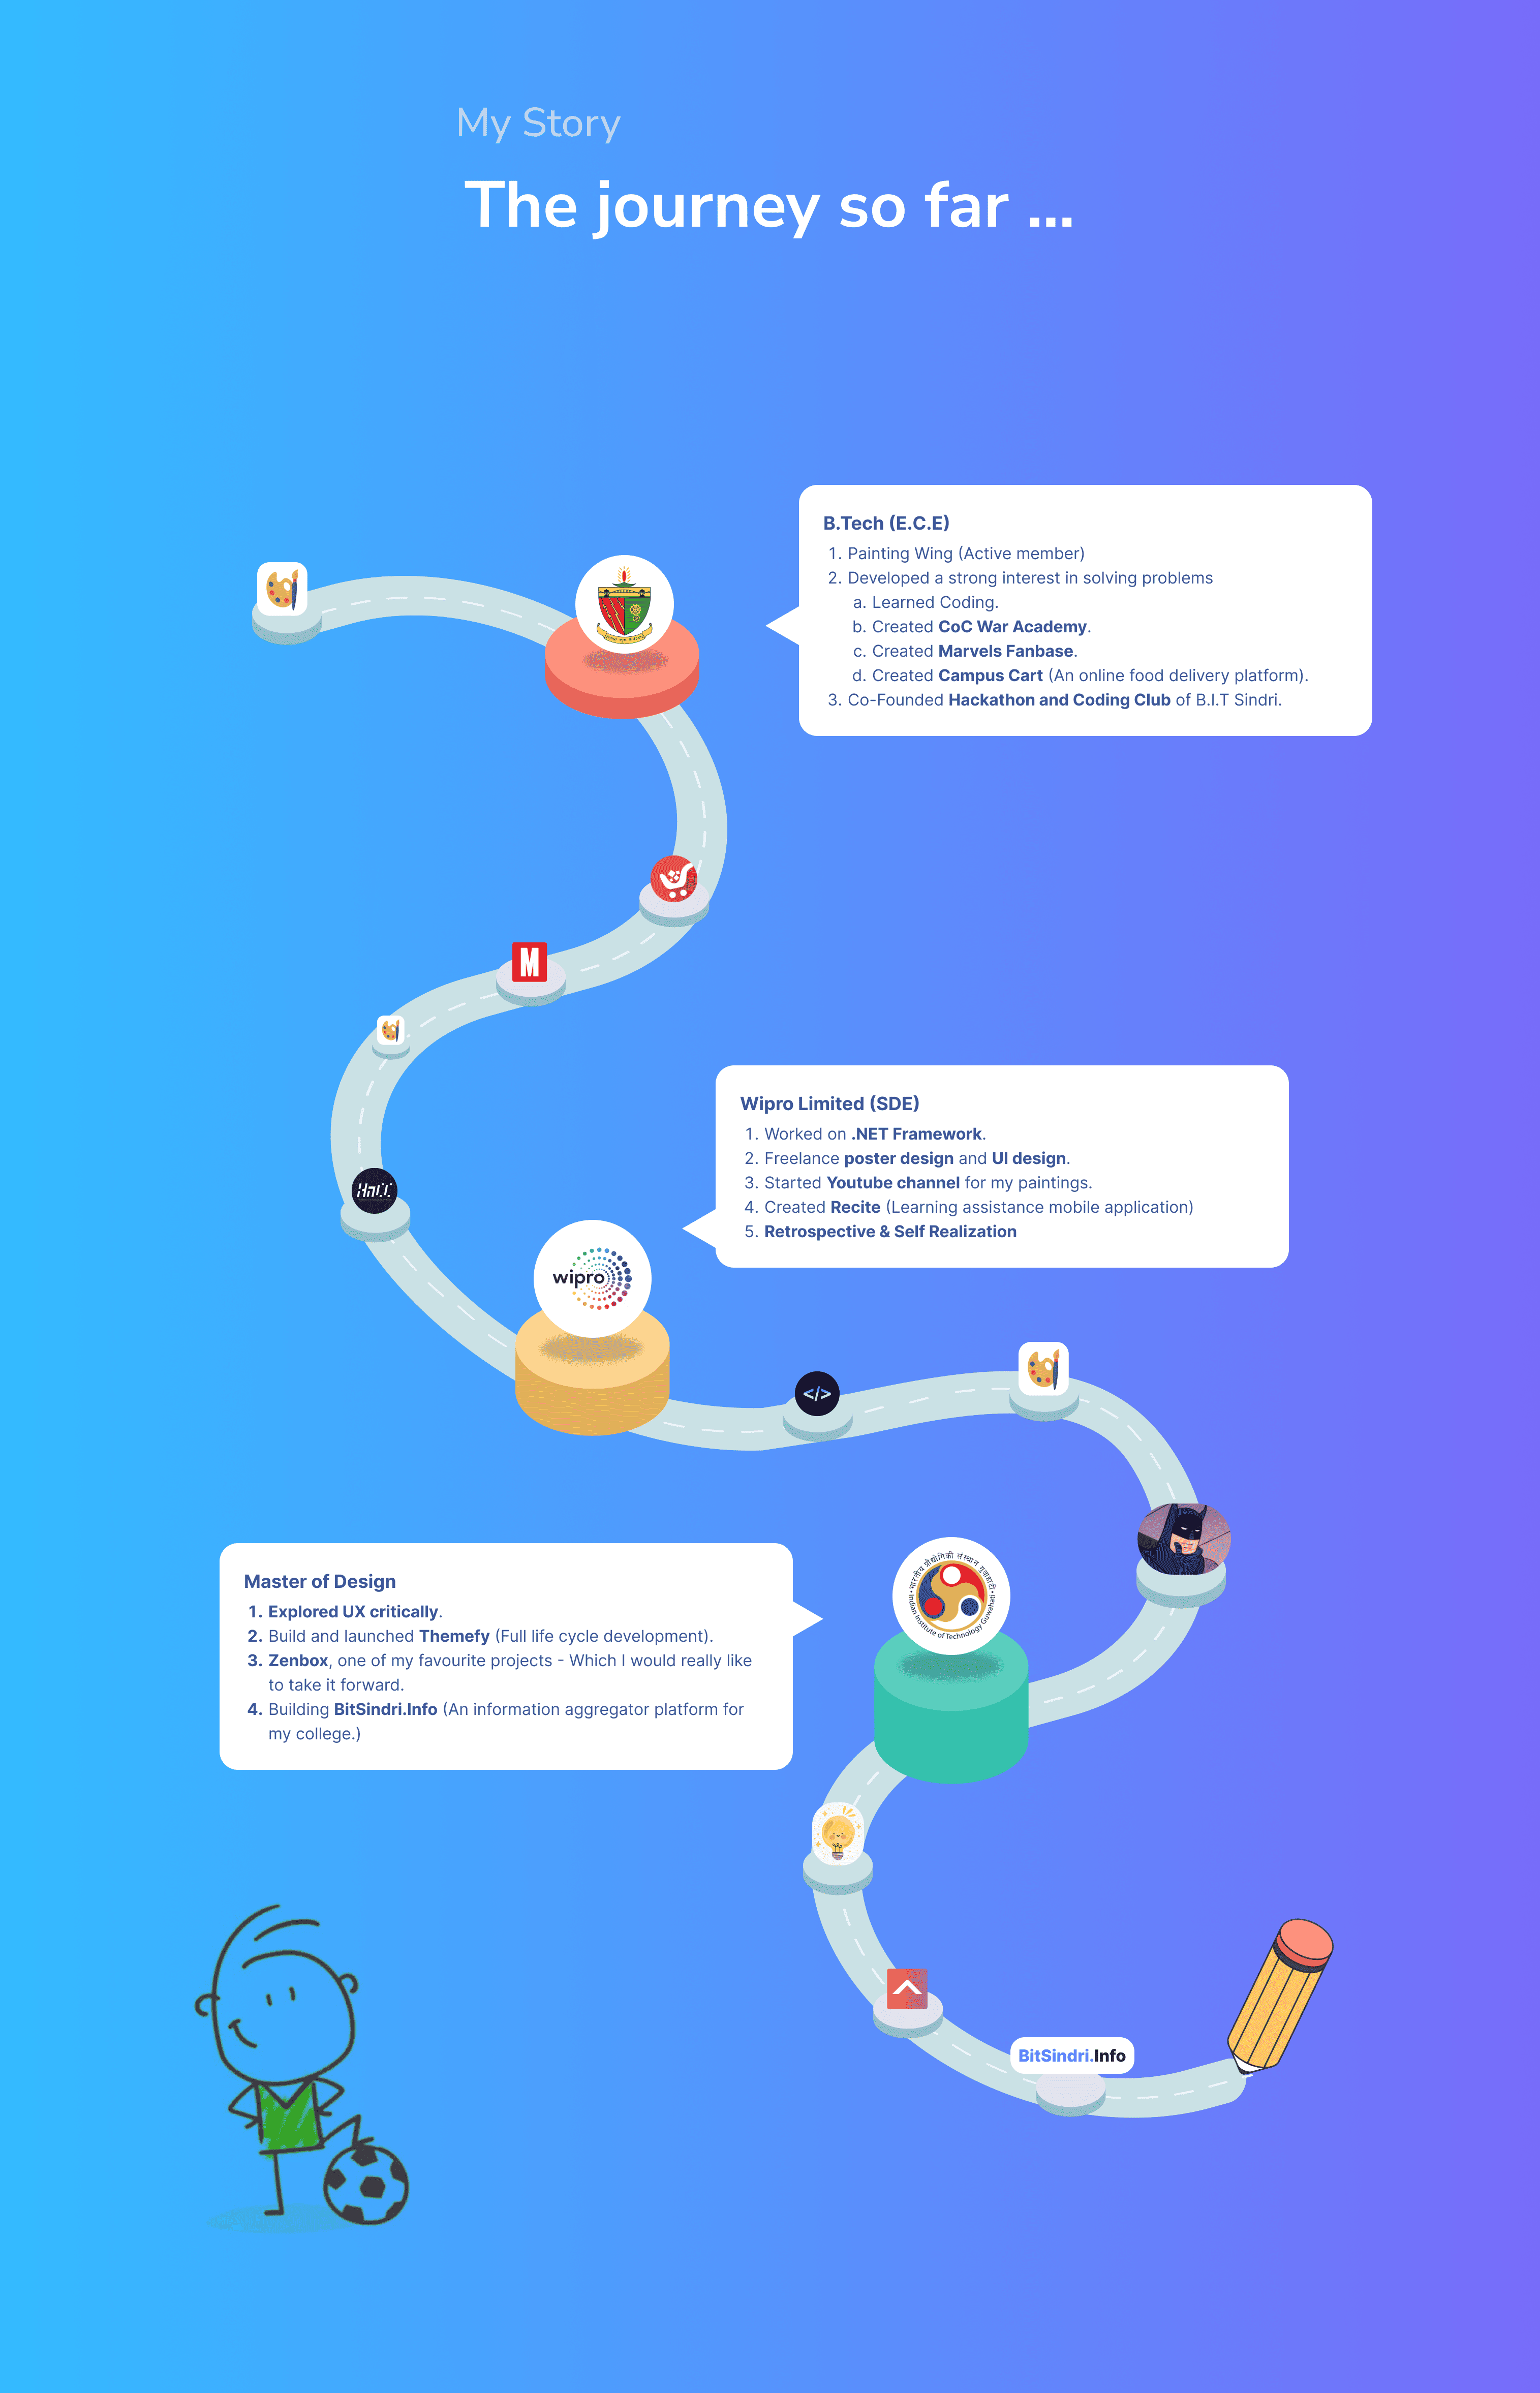 My Story
The journey so far ...
B.Tech (E.C.E)
1. Painting Wing (Active member)
2. Developed a strong interest in solving problems
a. Learned Coding.
b. Created CoC War Academy.
c. Created Marvels Fanbase.
d. Created Campus Cart (An online food delivery platform).
3. Co-Founded Hackathon and Coding Club of B.I.T Sindri.
M
Wipro Limited (SDE)
1. Worked on .NET Framework.
2. Freelance poster design and UI design.
3. Started Youtube channel for my paintings.
4. Created Recite (Learning assistance mobile application)
5. Retrospective & Self Realization
HnCC
wipro
</>
Master of Design
1. Explored UX critically.
2. Build and launched Themefy (Full life cycle development).
3. Zenbox, one of my favourite projects - Which I would really like
to take it forward.
4. Building BitSindri.Info (An information aggregator platform for
my college.)
भारतीय प्रौद्योगिकी संस्थान गुवाहाटी
Indian Institute of Technology Guwahati
BitSindri.Info